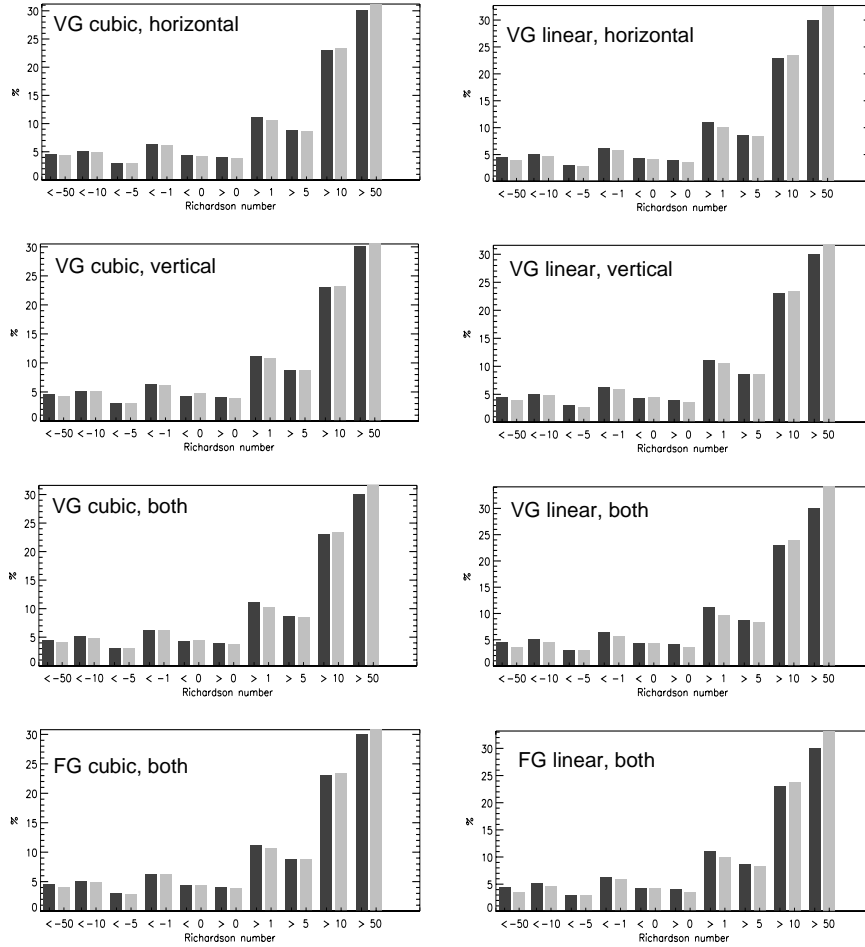 VG cubic, horizontal
30
25
20
15
10
5
0
%
< -50 < -10 < -5 < -1 < 0 > 0 > 1 > 5 > 10 > 50
Richardson number
VG linear, horizontal
30
25
20
15
10
5
0
%
< -50 < -10 < -5 < -1 < 0 > 0 > 1 > 5 > 10 > 50
Richardson number
VG cubic, vertical
30
25
20
15
10
5
0
%
< -50 < -10 < -5 < -1 < 0 > 0 > 1 > 5 > 10 > 50
Richardson number
VG linear, vertical
30
25
20
15
10
5
0
%
< -50 < -10 < -5 < -1 < 0 > 0 > 1 > 5 > 10 > 50
Richardson number
VG cubic, both
30
25
20
15
10
5
0
%
< -50 < -10 < -5 < -1 < 0 > 0 > 1 > 5 > 10 > 50
Richardson number
VG linear, both
30
25
20
15
10
5
0
%
< -50 < -10 < -5 < -1 < 0 > 0 > 1 > 5 > 10 > 50
Richardson number
FG cubic, both
30
25
20
15
10
5
0
%
< -50 < -10 < -5 < -1 < 0 > 0 > 1 > 5 > 10 > 50
Richardson number
FG linear, both
30
25
20
15
10
5
0
%
< -50 < -10 < -5 < -1 < 0 > 0 > 1 > 5 > 10 > 50
Richardson number